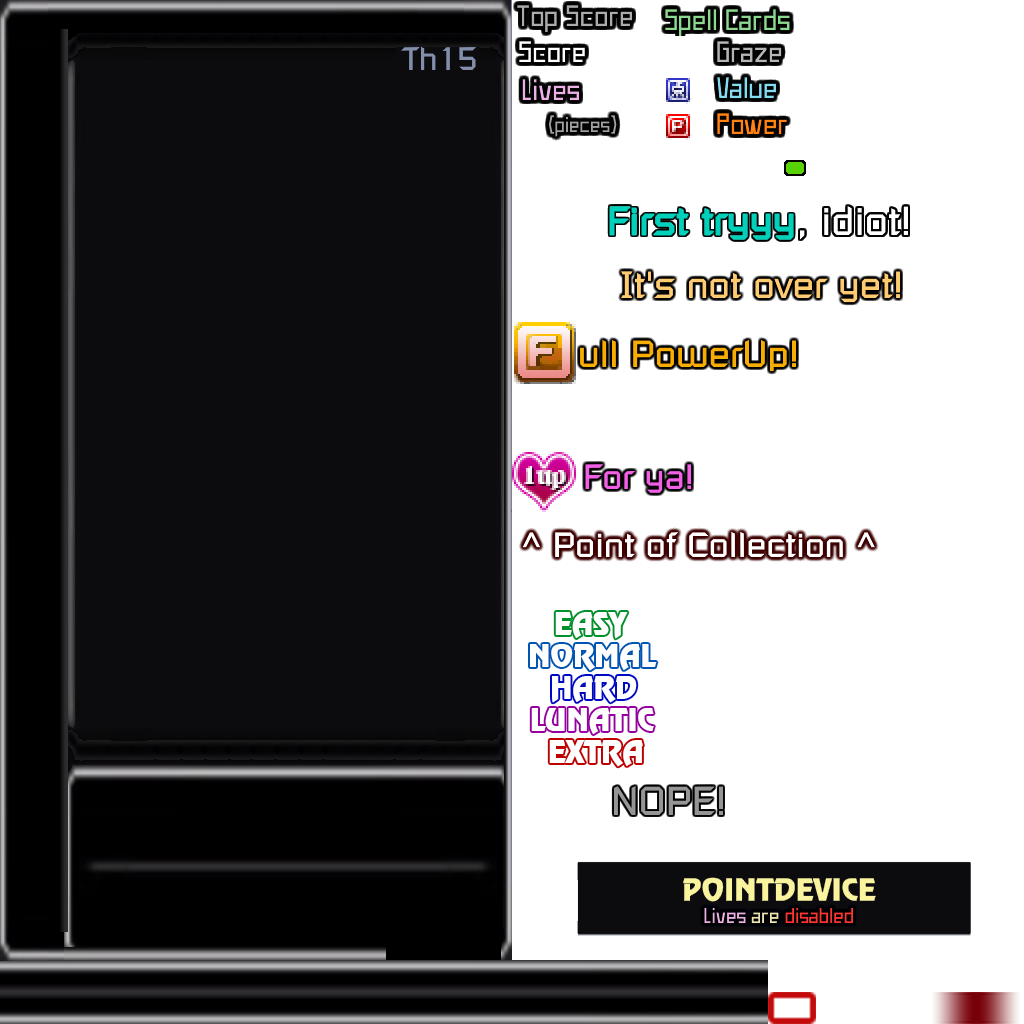 Th15
Top Score
Score
Lives
(pieces)
Spell Cards
Graze
Value
P Power
First tryyy, idiot!
It's not over yet!
Full PowerUp!
1up For ya!
^ Point of Collection ^
EASY
NORMAL
HARD
LUNATIC
EXTRA
NOPE!
POINTDEVICE
Lives are disabled